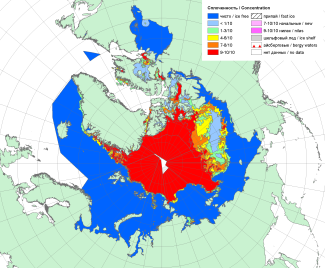 Сплоченность / Concentration
чисто / ice free
< 1/10
1-3/10
4-6/10
7-8/10
9-10/10
припай / fast ice
7-10/10 начальные / new
9-10/10 нилас / nilas
шельфовый лед / ice shelf
айсберговые / bergy waters
нет данных / no data